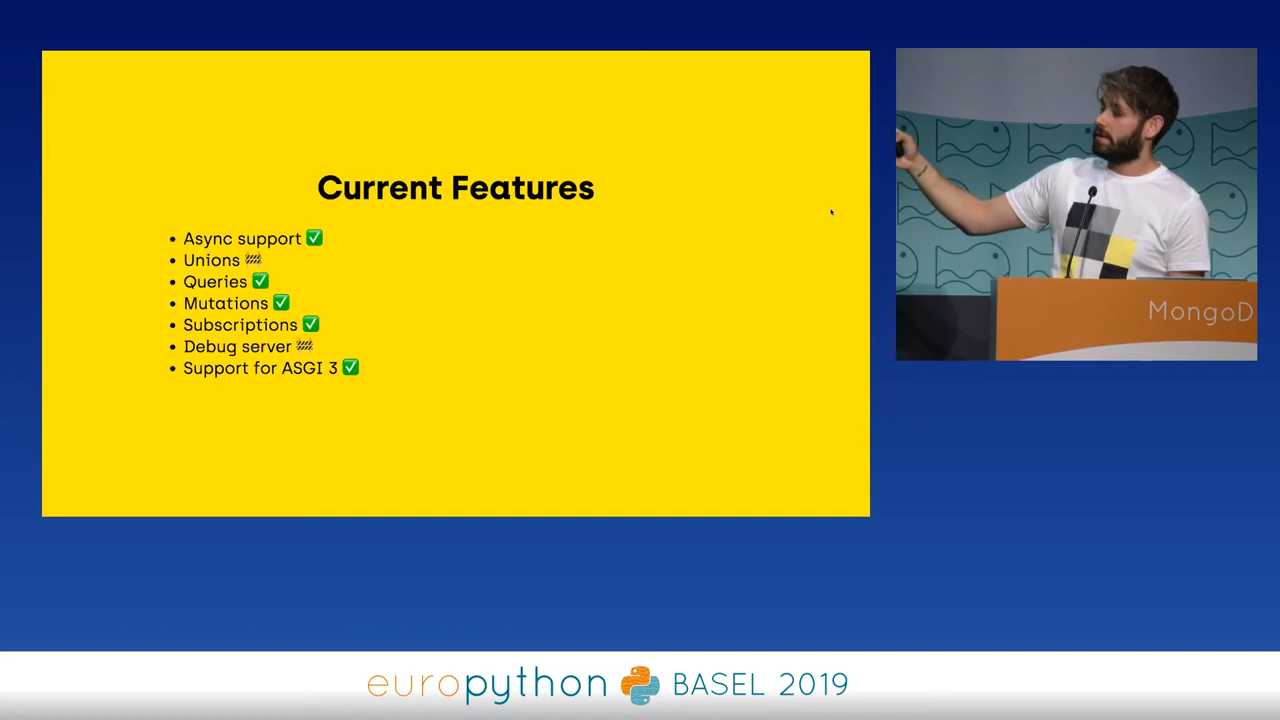 Current Features
• Async support ✅
• Unions 🚧
• Queries ✅
• Mutations ✅
• Subscriptions ✅
• Debug server 🚧
• Support for ASGI 3 ✅
MongoD
europython BASEL 2019